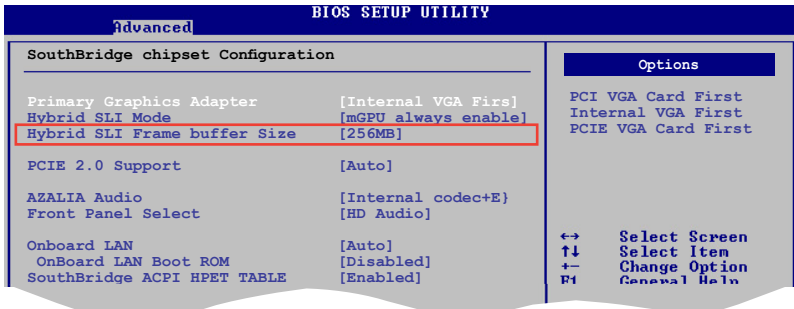 BIOS SETUP UTILITY
Advanced
SouthBridge chipset Configuration
Primary Graphics Adapter [Internal VGA Firs]
Hybrid SLI Mode [mGPU always enable]
Hybrid SLI Frame buffer Size [256MB]
PCIE 2.0 Support [Auto]
AZALIA Audio [Internal codec+E}
Front Panel Select [HD Audio]
Onboard LAN [Auto]
OnBoard LAN Boot ROM [Disabled]
SouthBridge ACPI HPET TABLE [Enabled]
Options
PCI VGA Card First
Internal VGA First
PCIE VGA Card First
←→ Select Screen
↑↓ Select Item
+- Change Option
F1 General Help